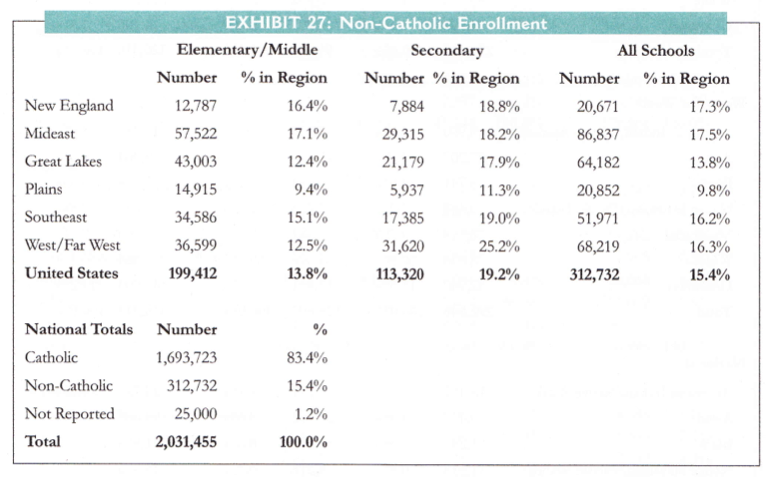 EXHIBIT 27: Non-Catholic Enrollment
Elementary/Middle Secondary All Schools
Number % in Region Number % in Region Number % in Region
New England 12,787 16.4% 7,884 18.8% 20,671 17.3%
Mideast 57,522 17.1% 29,315 18.2% 86,837 17.5%
Great Lakes 43,003 12.4% 21,179 17.9% 64,182 13.8%
Plains 14,915 9.4% 5,937 11.3% 20,852 9.8%
Southeast 34,586 15.1% 17,385 19.0% 51,971 16.2%
West/Far West 36,599 12.5% 31,620 25.2% 68,219 16.3%
United States 199,412 13.8% 113,320 19.2% 312,732 15.4%
National Totals Number %
Catholic 1,693,723 83.4%
Non-Catholic 312,732 15.4%
Not Reported 25,000 1.2%
Total 2,031,455 100.0%